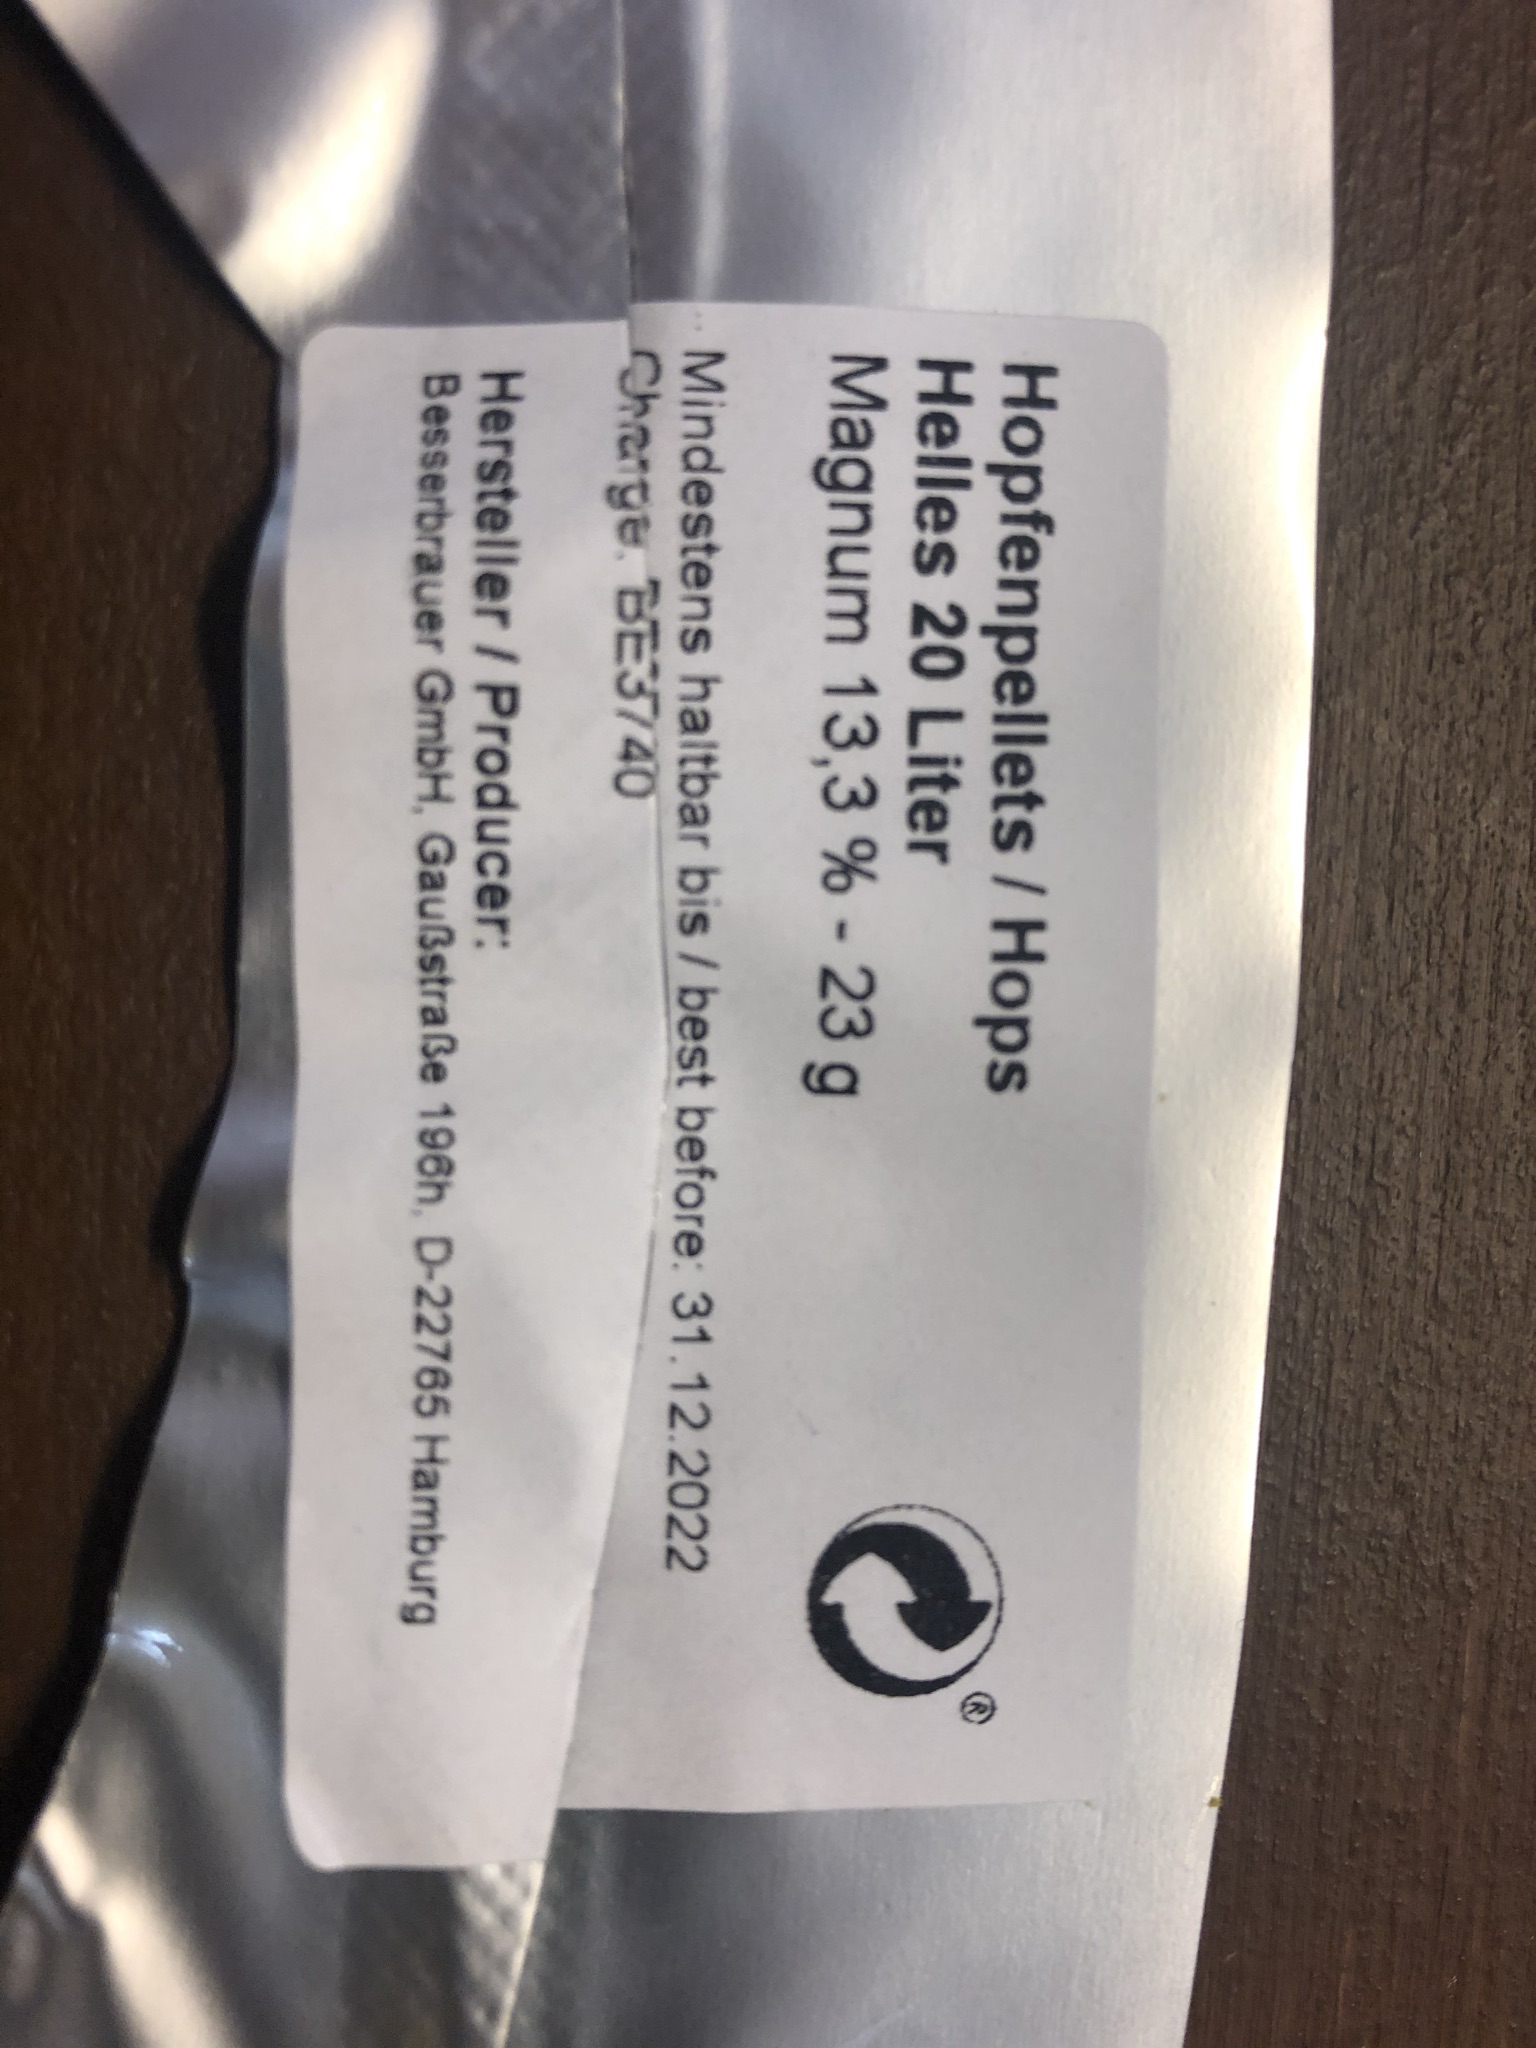 Hopfenpellets / Hops
Helles 20 Liter
Magnum 13,3 % - 23 g
®
Mindestens haltbar bis / best before: 31.12.2022
Charge: BE3740
Hersteller / Producer:
Besserbrauer GmbH, Gaußstraße 196h, D-22765 Hamburg